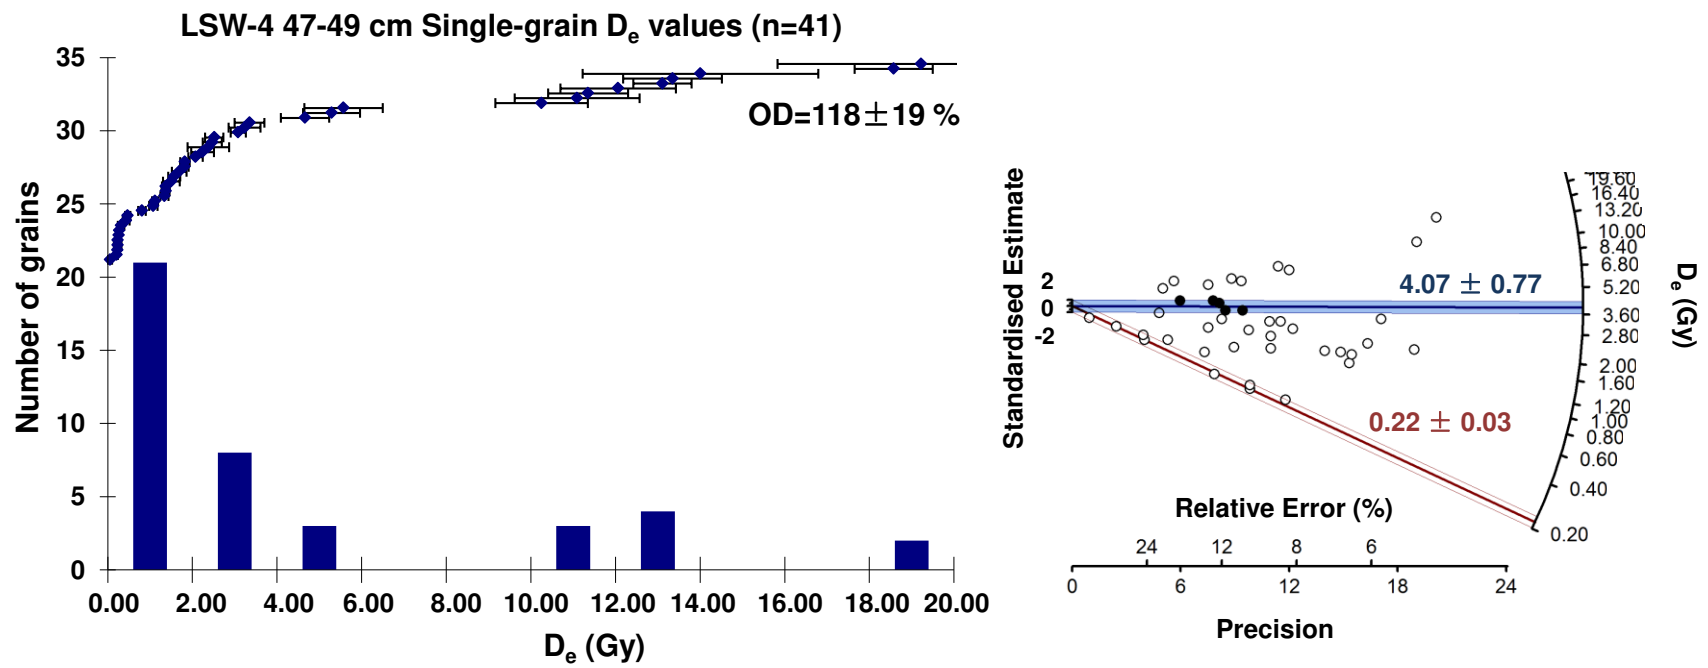 LSW-4 47-49 cm Single-grain De values (n=41)
35
30
25
20
15
10
5
0
Number of grains
OD=118±19 %
0.00 2.00 4.00 6.00 8.00 10.00 12.00 14.00 16.00 18.00 20.00
De (Gy)
Standardised Estimate
2
0
-2
4.07 ± 0.77
0.22 ± 0.03
19.60
16.40
13.20
10.00
8.40
6.80
5.20
3.60
2.80
2.00
1.60
1.20
1.00
0.80
0.60
0.40
0.20
De (Gy)
Relative Error (%)
24 12 8 6
0 6 12 18 24
Precision